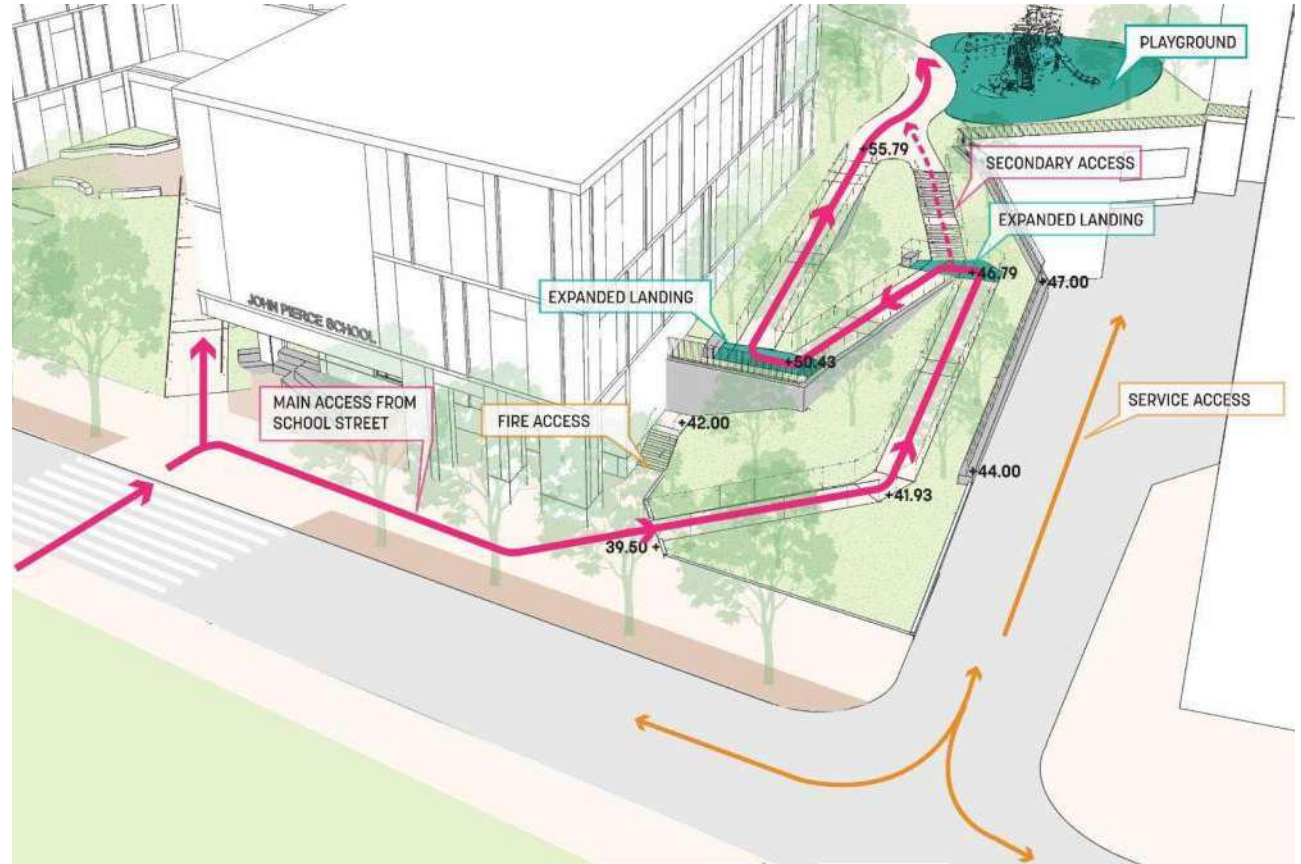 PLAYGROUND
+55.79
SECONDARY ACCESS
EXPANDED LANDING
+46.79
+47.00
EXPANDED LANDING
JOHN PIERCE SCHOOL
+50.43
MAIN ACCESS FROM
SCHOOL STREET
FIRE ACCESS
+42.00
SERVICE ACCESS
+44.00
+41.93
39.50 +